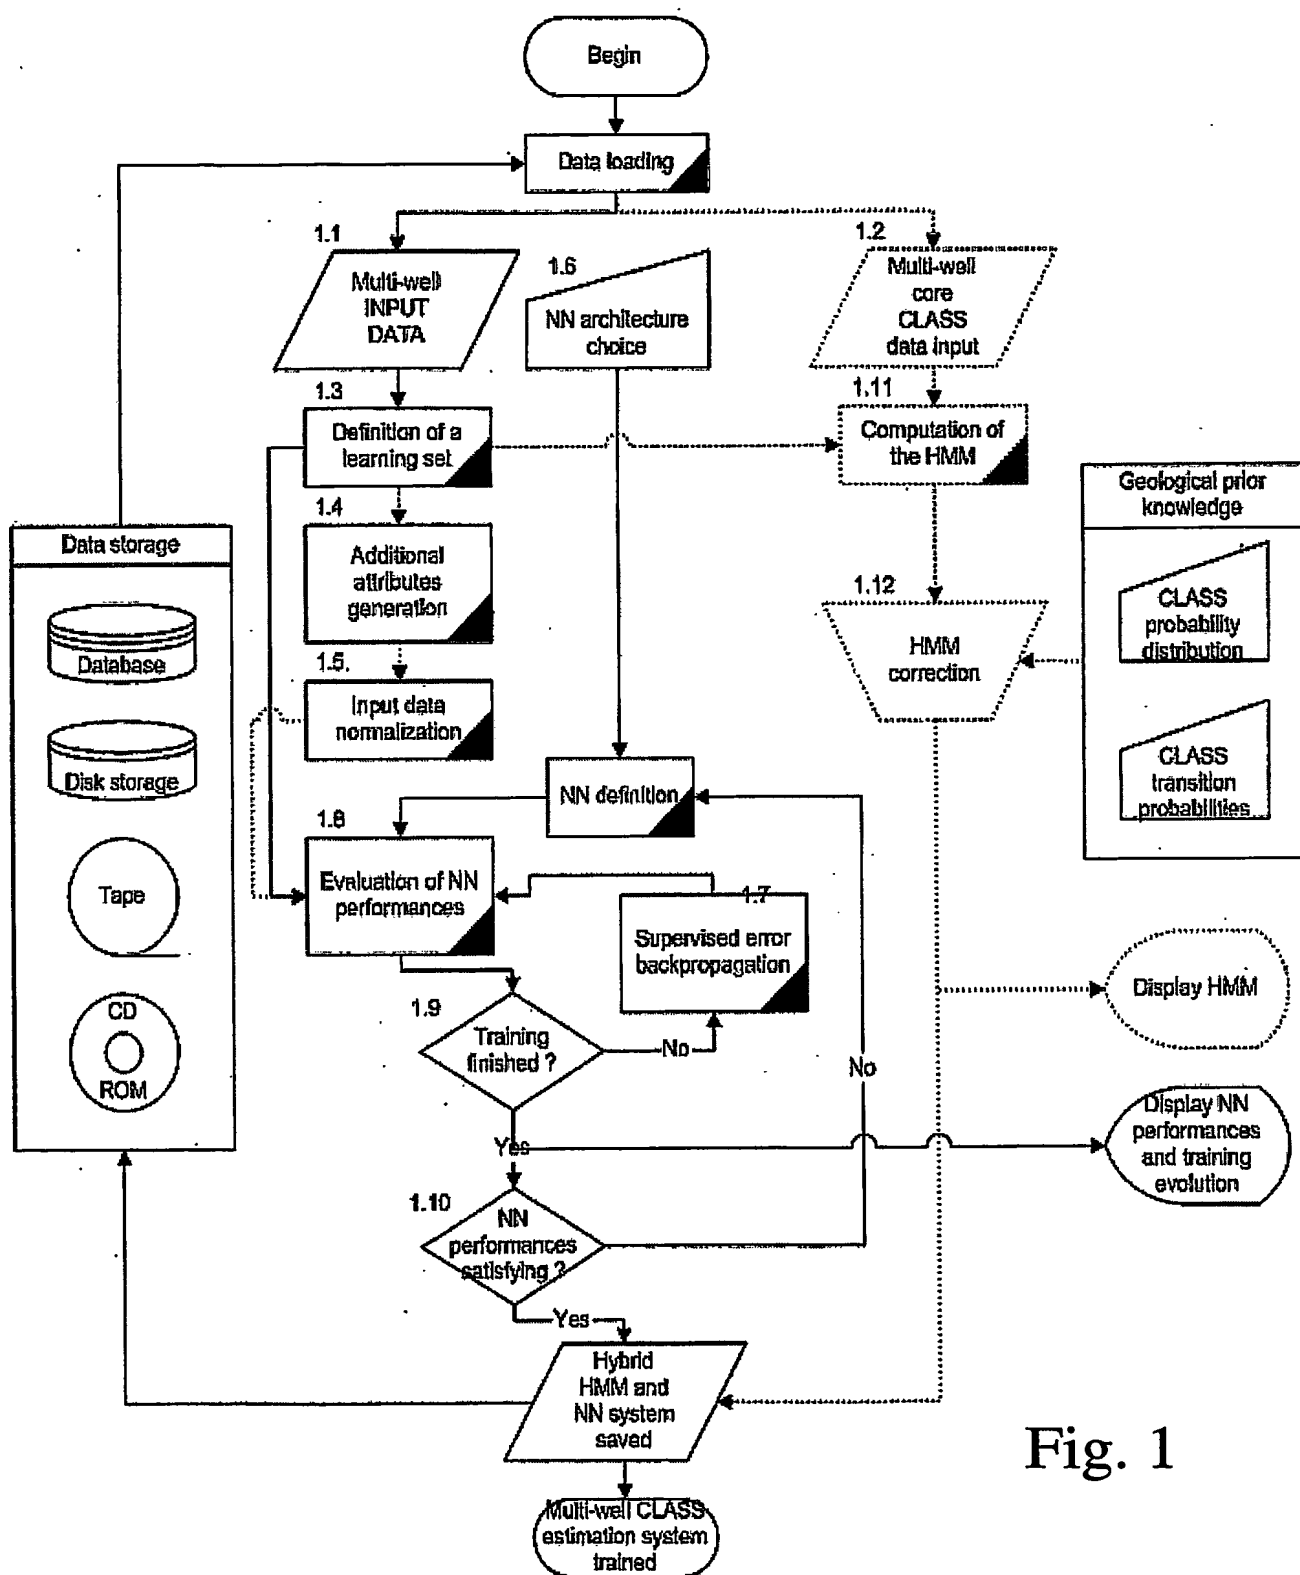 Begin
Data loading
1.1
Multi-well
INPUT
DATA
1.6
NN architecture
choice
1.2
Multi-well
core
CLASS
data input
1.3
Definition of a
learning set
1.11
Computation of
the HMM
Geological prior
knowledge
CLASS
probability
distribution
CLASS
transition
probabilities
1.4
Additional
attributes
generation
1.12
HMM
correction
1.5.
Input data
normalization
Data storage
Database
Disk storage
Tape
CD
ROM
NN definition
1.8
Evaluation of NN
performances
1.7
Supervised error
backpropagation
1.9
Training
finished ?
No
No
Display HMM
Yes
Display NN
performances
and training
evolution
1.10
NN
performances
satisfying ?
Yes
Hybrid
HMM and
NN system
saved
Multi-well CLASS
estimation system
trained
Fig. 1